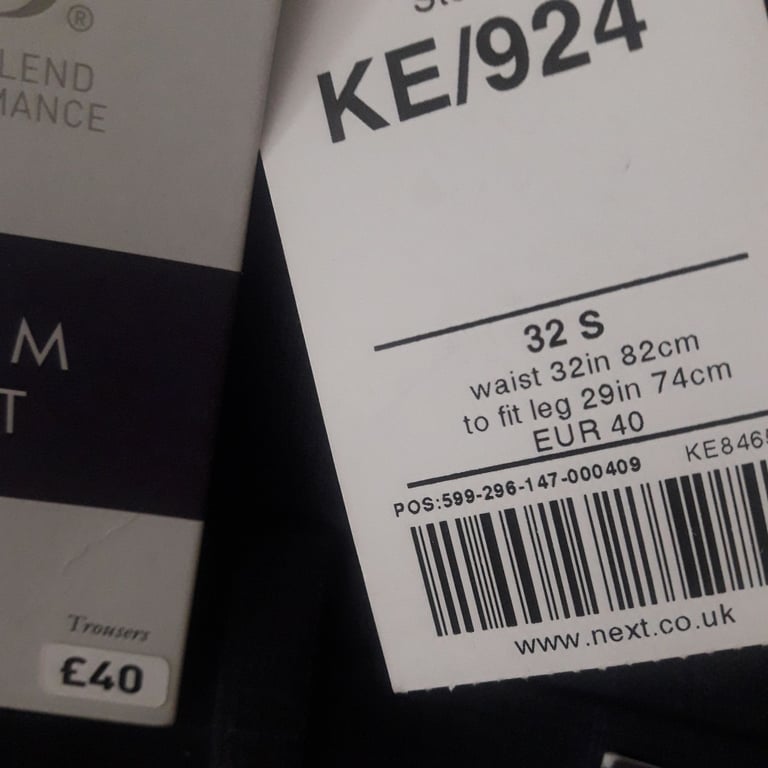 ®
LEND
MANCE
M
T
Trousers
£40
KE/924
32 S
waist 32in 82cm
to fit leg 29in 74cm
EUR 40
POS:599-296-147-000409
KE8465
www.next.co.uk